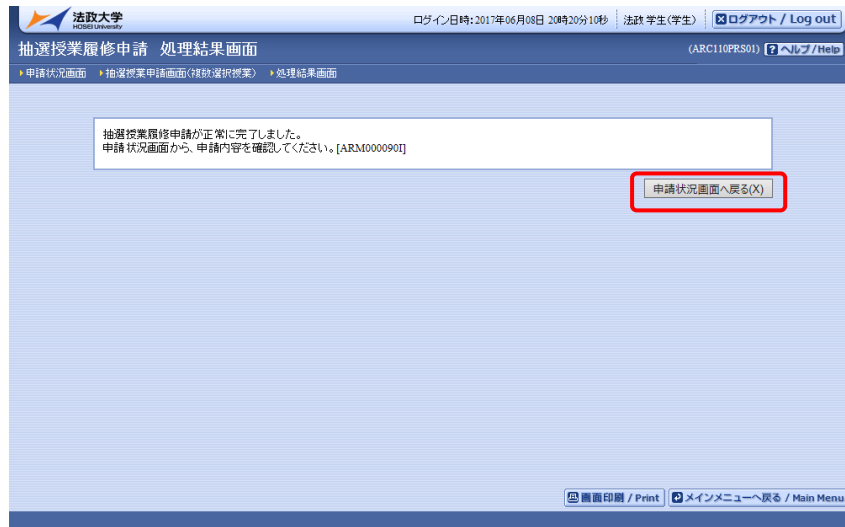 法政大学
HOSEI University
ログイン日時:2017年06月08日 20時20分10秒 法政 学生(学生) ログアウト / Log out
抽選授業履修申請 処理結果画面
(ARC110PRS01) ヘルプ/Help
申請状況画面 抽選授業申請画面(複数選択授業) 処理結果画面
抽選授業履修申請が正常に完了しました。
申請状況画面から、申請内容を確認してください。[ARM000090I]
申請状況画面へ戻る(X)
画面印刷 / Print メインメニューへ戻る / Main Menu